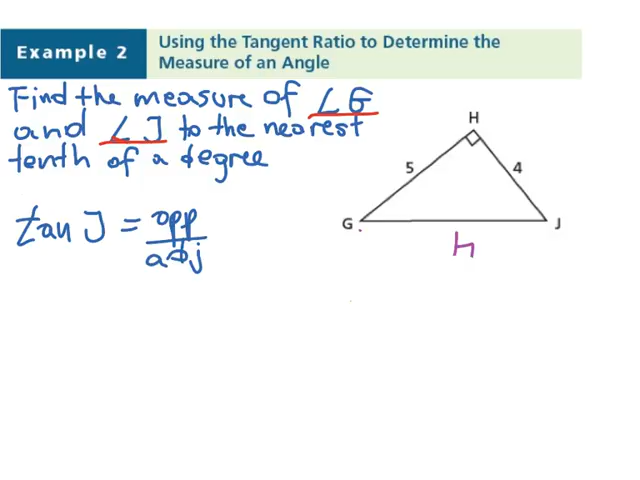 Example 2
Using the Tangent Ratio to Determine the
Measure of an Angle
Find the measure of ∠G
and ∠J to the nearest
tenth of a degree
tan J = opp
adj
H
5
4
G
J
h